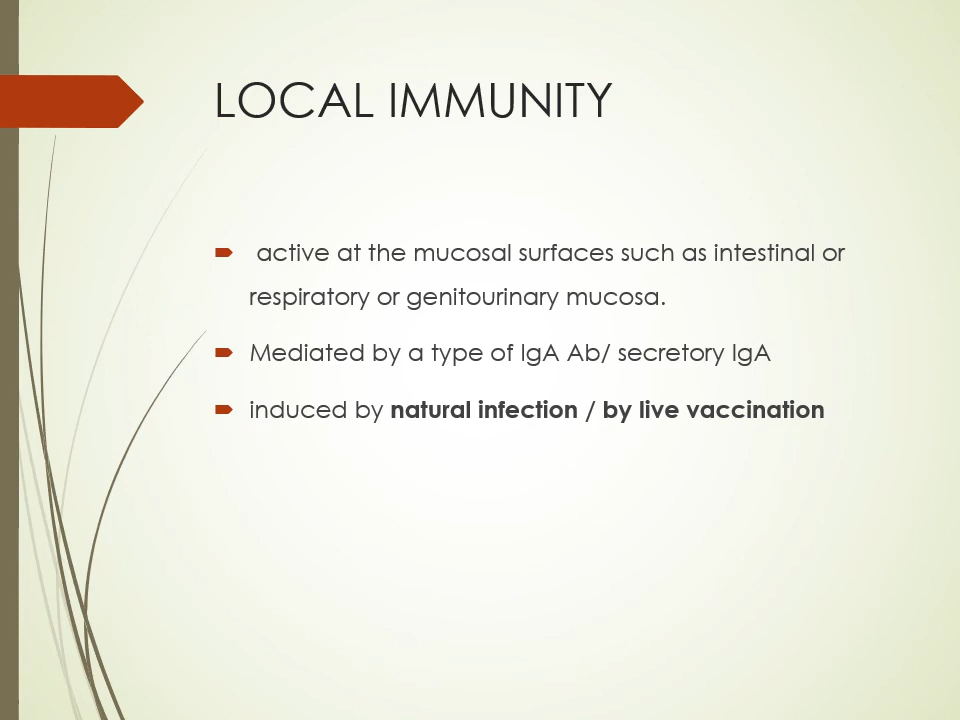 LOCAL IMMUNITY
active at the mucosal surfaces such as intestinal or
respiratory or genitourinary mucosa.
Mediated by a type of IgA Ab/ secretory IgA
induced by natural infection / by live vaccination